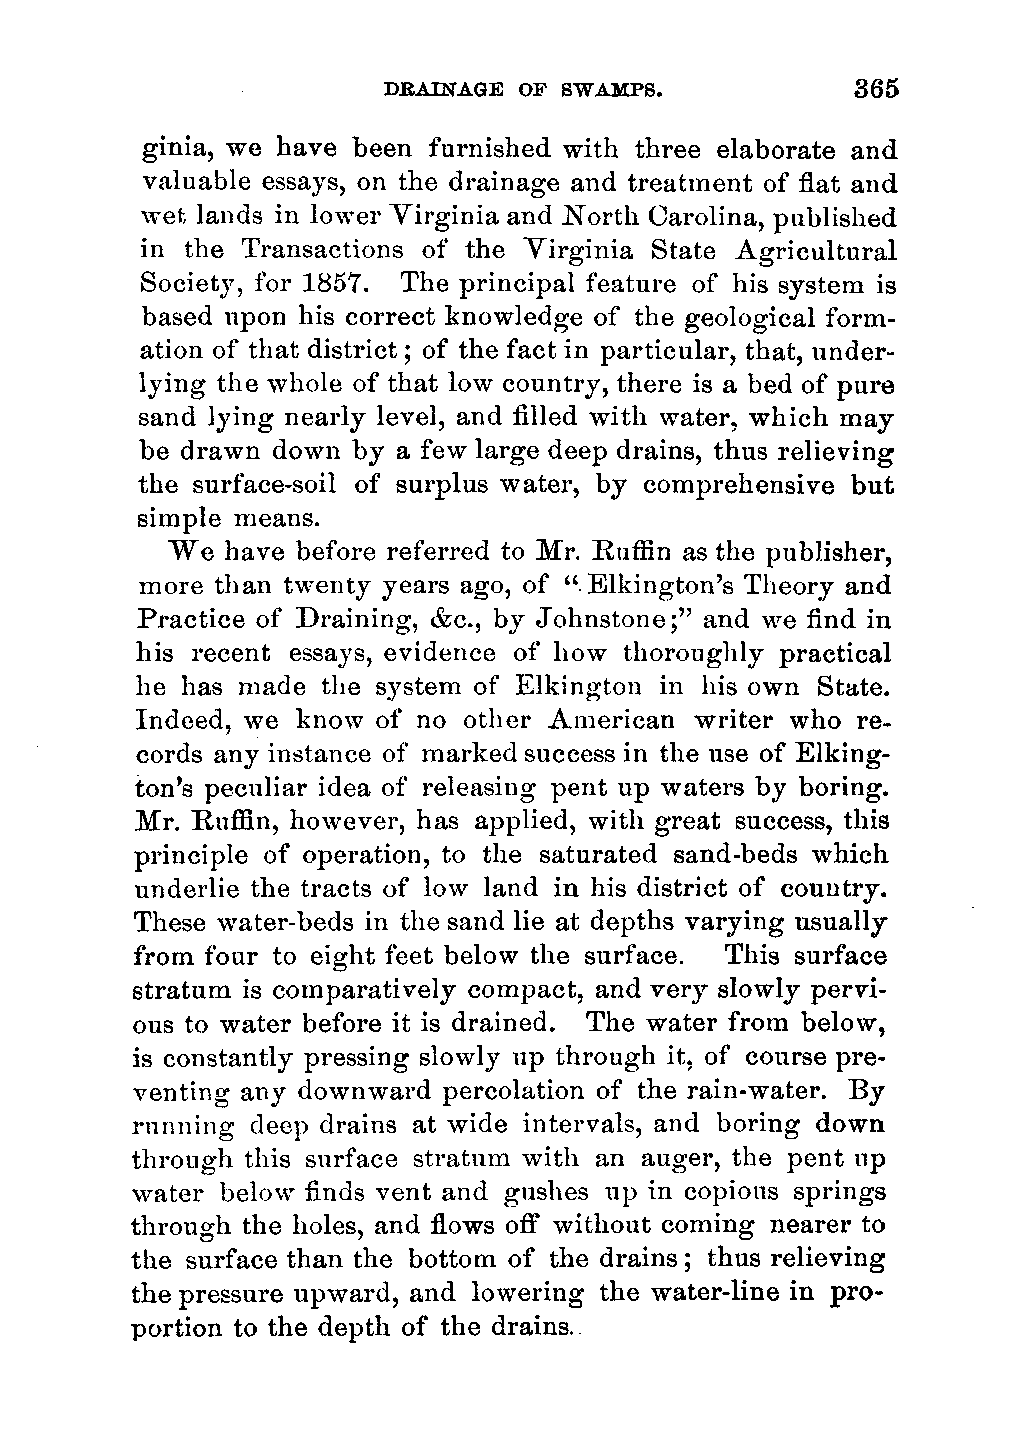 DRAINAGE OF SWAMPS. 365
ginia, we have been furnished with three elaborate and
valuable essays, on the drainage and treatment of flat and
wet lands in lower Virginia and North Carolina, published
in the Transactions of the Virginia State Agricultural
Society, for 1857. The principal feature of his system is
based upon his correct knowledge of the geological form-
ation of that district; of the fact in particular, that, under-
lying the whole of that low country, there is a bed of pure
sand lying nearly level, and filled with water, which may
be drawn down by a few large deep drains, thus relieving
the surface-soil of surplus water, by comprehensive but
simple means.
We have before referred to Mr. Ruffin as the publisher,
more than twenty years ago, of “Elkington's Theory and
Practice of Draining, &c., by Johnstone;” and we find in
his recent essays, evidence of how thoroughly practical
he has made the system of Elkington in his own State.
Indeed, we know of no other American writer who re-
cords any instance of marked success in the use of Elking-
ton's peculiar idea of releasing pent up waters by boring.
Mr. Ruffin, however, has applied, with great success, this
principle of operation, to the saturated sand-beds which
underlie the tracts of low land in his district of country.
These water-beds in the sand lie at depths varying usually
from four to eight feet below the surface. This surface
stratum is comparatively compact, and very slowly pervi-
ous to water before it is drained. The water from below,
is constantly pressing slowly up through it, of course pre-
venting any downward percolation of the rain-water. By
running deep drains at wide intervals, and boring down
through this surface stratum with an auger, the pent up
water below finds vent and gushes up in copious springs
through the holes, and flows off without coming nearer to
the surface than the bottom of the drains; thus relieving
the pressure upward, and lowering the water-line in pro-
portion to the depth of the drains.